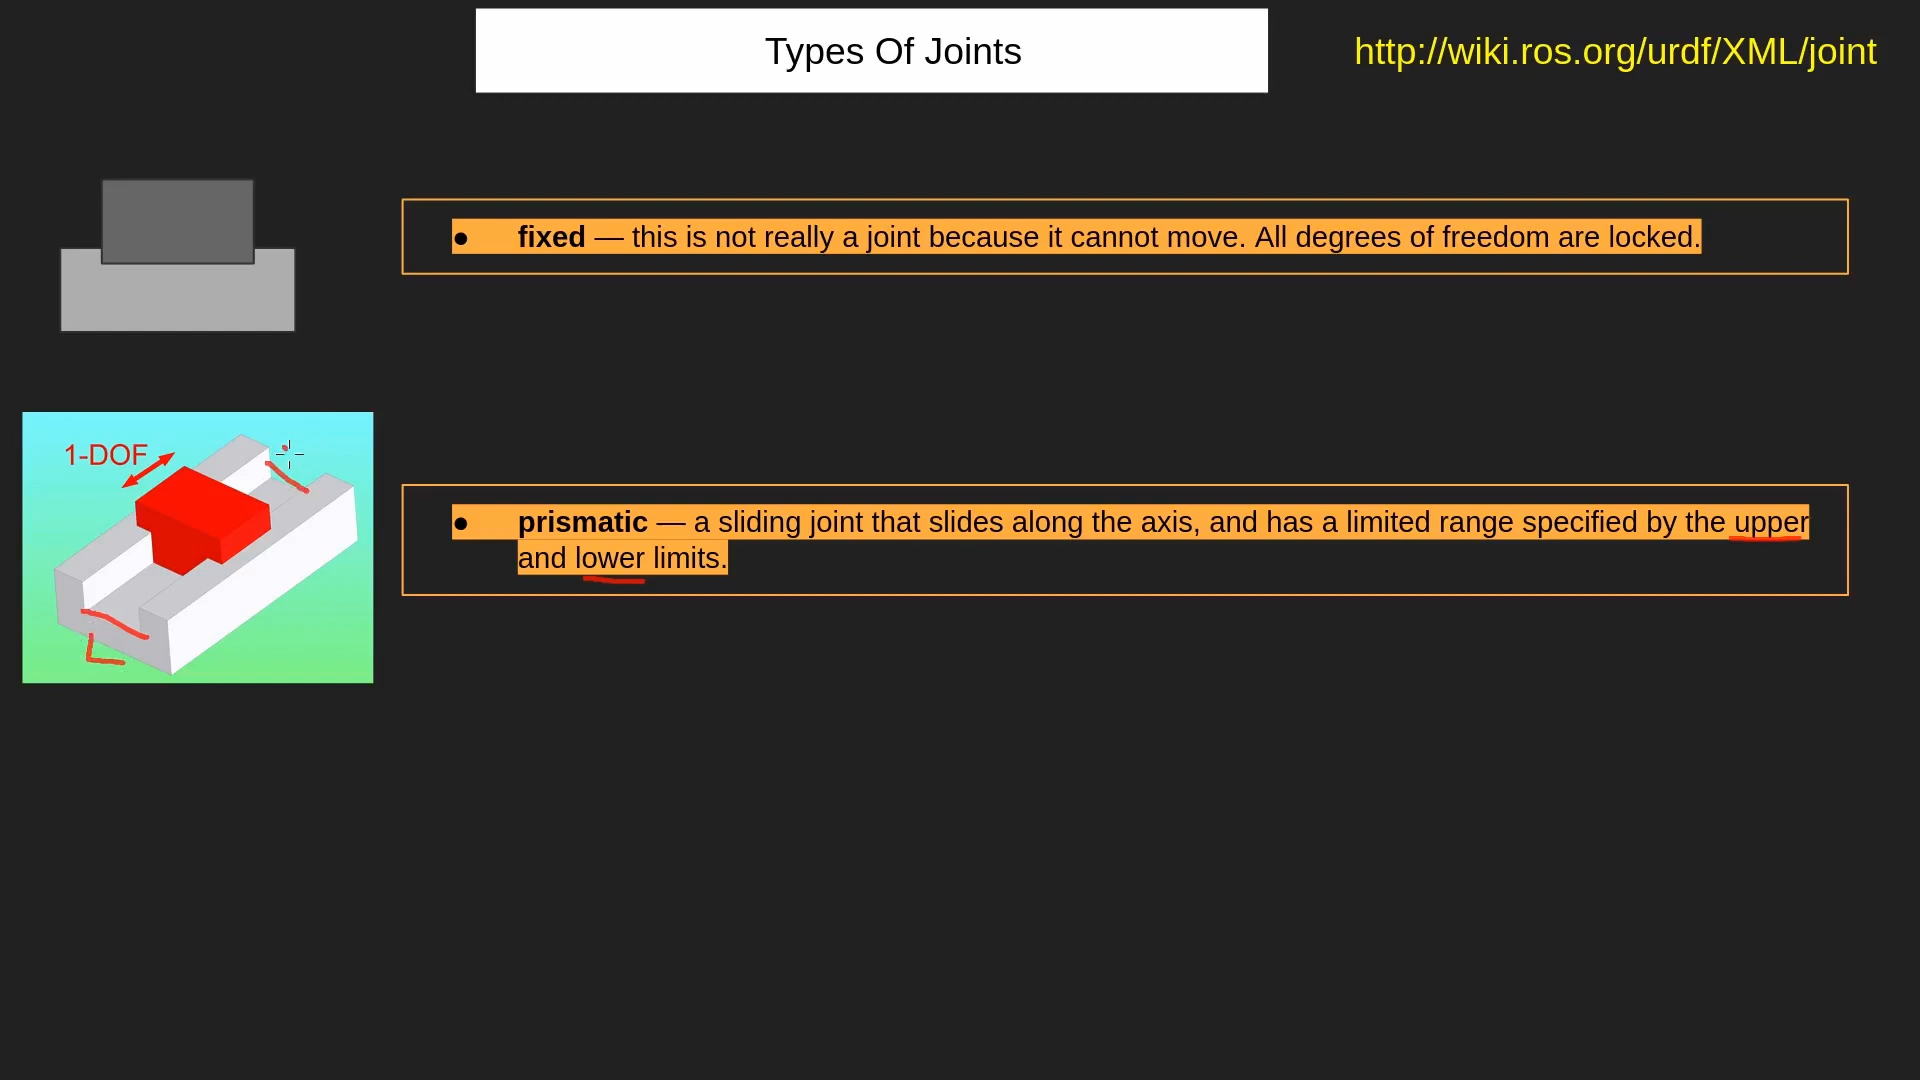 Types Of Joints
http://wiki.ros.org/urdf/XML/joint
● fixed — this is not really a joint because it cannot move. All degrees of freedom are locked.
1-DOF
● prismatic — a sliding joint that slides along the axis, and has a limited range specified by the upper
and lower limits.
L